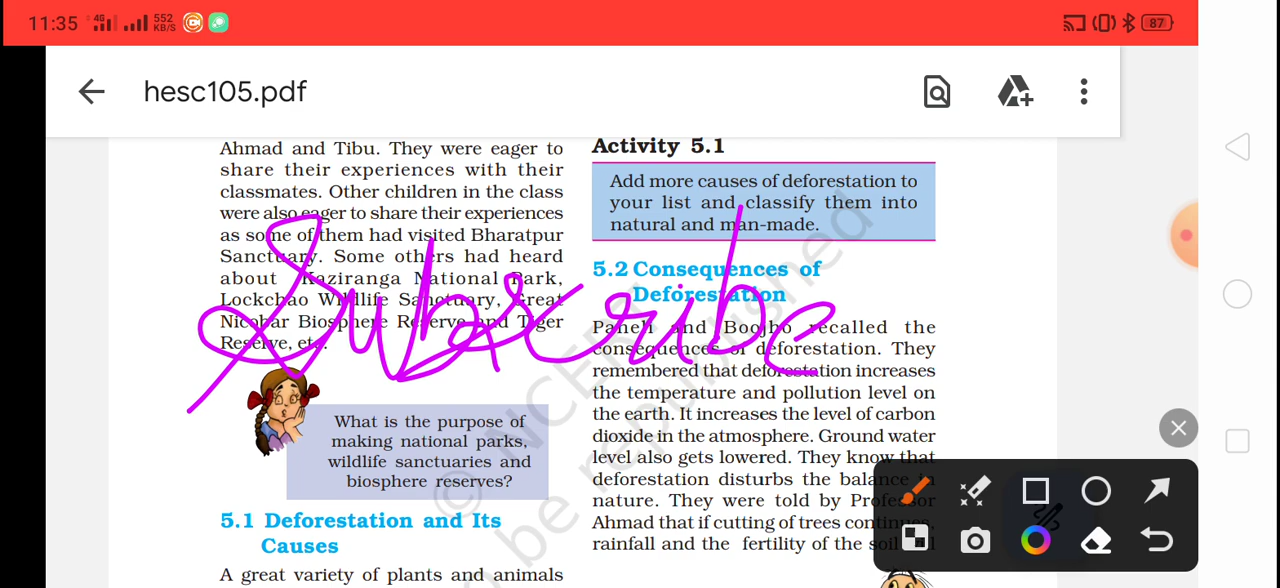 11:35 4G 552 KB/S 87
hesc105.pdf
Ahmad and Tibu. They were eager to
share their experiences with their
classmates. Other children in the class
were also eager to share their experiences
as some of them had visited Bharatpur
Sanctuary. Some others had heard
about Kaziranga National Park,
Lockchao Wildlife Sanctuary, Great
Nicobar Biosphere Reserve and Tiger
Reserve, etc.
What is the purpose of
making national parks,
wildlife sanctuaries and
biosphere reserves?
5.1 Deforestation and Its
Causes
A great variety of plants and animals
Activity 5.1
Add more causes of deforestation to
your list and classify them into
natural and man-made.
5.2 Consequences of
Deforestation
Paheli and Boojho recalled the
consequences of deforestation. They
remembered that deforestation increases
the temperature and pollution level on
the earth. It increases the level of carbon
dioxide in the atmosphere. Ground water
level also gets lowered. They know that
deforestation disturbs the balance in
nature. They were told by Professor
Ahmad that if cutting of trees continues,
rainfall and the fertility of the soil
Subscribe
© NCERT
be republished